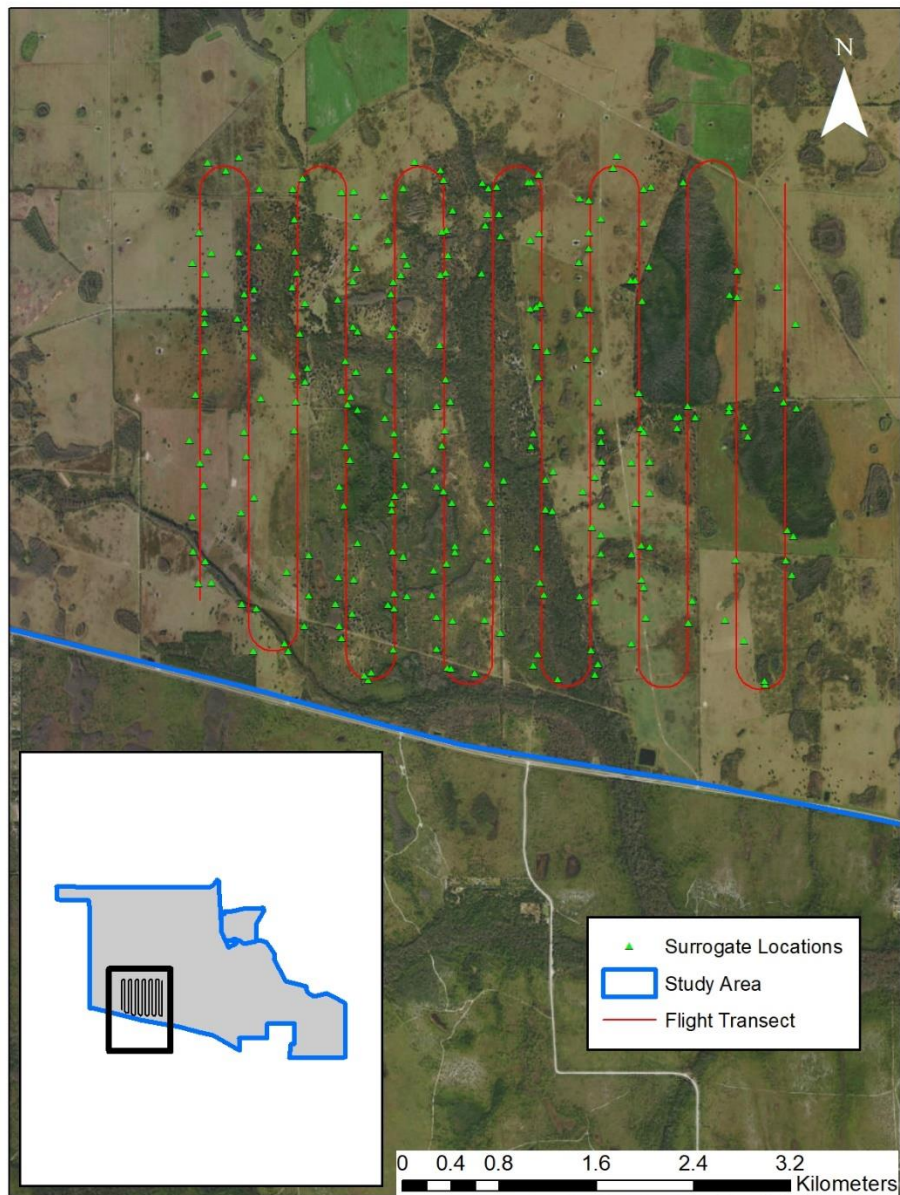 N
Surrogate Locations
Study Area
Flight Transect
0 0.4 0.8 1.6 2.4 3.2
Kilometers